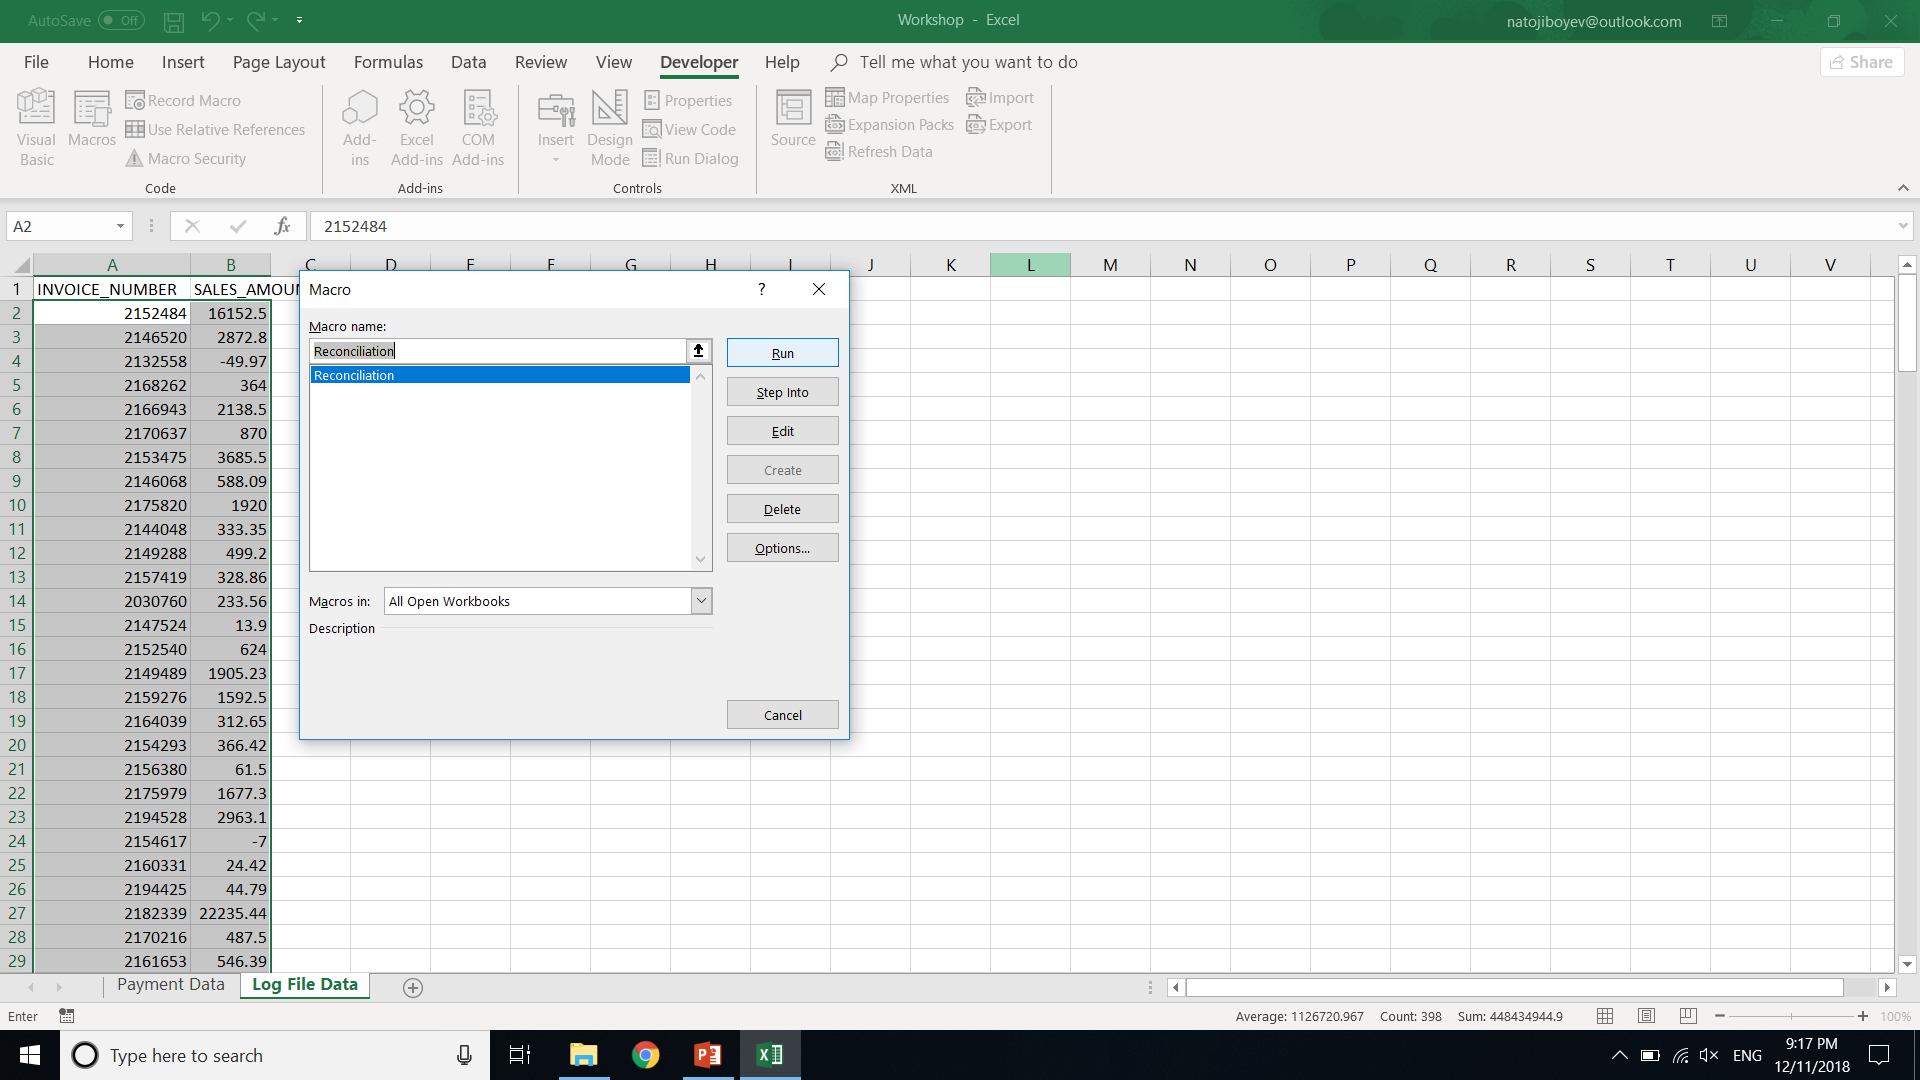 AutoSave Off
Workshop - Excel
natojiboyev@outlook.com
File Home Insert Page Layout Formulas Data Review View Developer Help Tell me what you want to do Share
Visual Basic
Macros
Record Macro
Use Relative References
Macro Security
Code
Add-ins
Excel Add-ins
COM Add-ins
Add-ins
Insert
Design Mode
Properties
View Code
Run Dialog
Controls
Source
Map Properties
Expansion Packs
Refresh Data
Import
Export
XML
A2 fx 2152484
A B C D E F G H I J K L M N O P Q R S T U V
1 INVOICE_NUMBER SALES_AMOUN
2 2152484 16152.5
3 2146520 2872.8
4 2132558 -49.97
5 2168262 364
6 2166943 2138.5
7 2170637 870
8 2153475 3685.5
9 2146068 588.09
10 2175820 1920
11 2144048 333.35
12 2149288 499.2
13 2157419 328.86
14 2030760 233.56
15 2147524 13.9
16 2152540 624
17 2149489 1905.23
18 2159276 1592.5
19 2164039 312.65
20 2154293 366.42
21 2156380 61.5
22 2175979 1677.3
23 2194528 2963.1
24 2154617 -7
25 2160331 24.42
26 2194425 44.79
27 2182339 22235.44
28 2170216 487.5
29 2161653 546.39
Macro ?
Macro name:
Reconciliation
Reconciliation
Run
Step Into
Edit
Create
Delete
Options...
Macros in: All Open Workbooks
Description
Cancel
Payment Data Log File Data
Enter
Average: 1126720.967 Count: 398 Sum: 448434944.9
100%
Type here to search
ENG
9:17 PM
12/11/2018